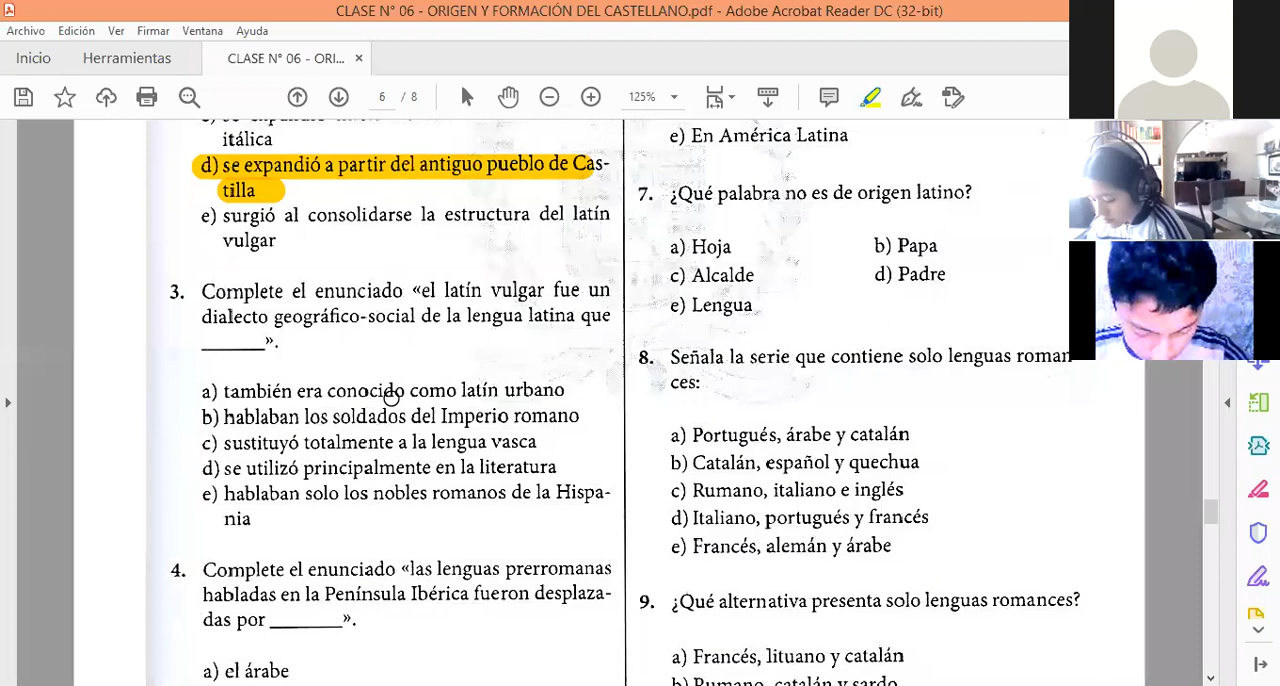 CLASE N° 06 - ORIGEN Y FORMACIÓN DEL CASTELLANO.pdf - Adobe Acrobat Reader DC (32-bit)
Archivo Edición Ver Firmar Ventana Ayuda
Inicio Herramientas CLASE N° 06 - ORI... ×
6 / 8 125%
itálica
d) se expandió a partir del antiguo pueblo de Cas-
tilla
e) surgió al consolidarse la estructura del latín
vulgar
3. Complete el enunciado «el latín vulgar fue un
dialecto geográfico-social de la lengua latina que
______».
a) también era conocido como latín urbano
b) hablaban los soldados del Imperio romano
c) sustituyó totalmente a la lengua vasca
d) se utilizó principalmente en la literatura
e) hablaban solo los nobles romanos de la Hispa-
nia
4. Complete el enunciado «las lenguas prerromanas
habladas en la Península Ibérica fueron desplaza-
das por _______».
a) el árabe
e) En América Latina
7. ¿Qué palabra no es de origen latino?
a) Hoja b) Papa
c) Alcalde d) Padre
e) Lengua
8. Señala la serie que contiene solo lenguas roman
ces:
a) Portugués, árabe y catalán
b) Catalán, español y quechua
c) Rumano, italiano e inglés
d) Italiano, portugués y francés
e) Francés, alemán y árabe
9. ¿Qué alternativa presenta solo lenguas romances?
a) Francés, lituano y catalán
b) Rumano, catalán y sardo